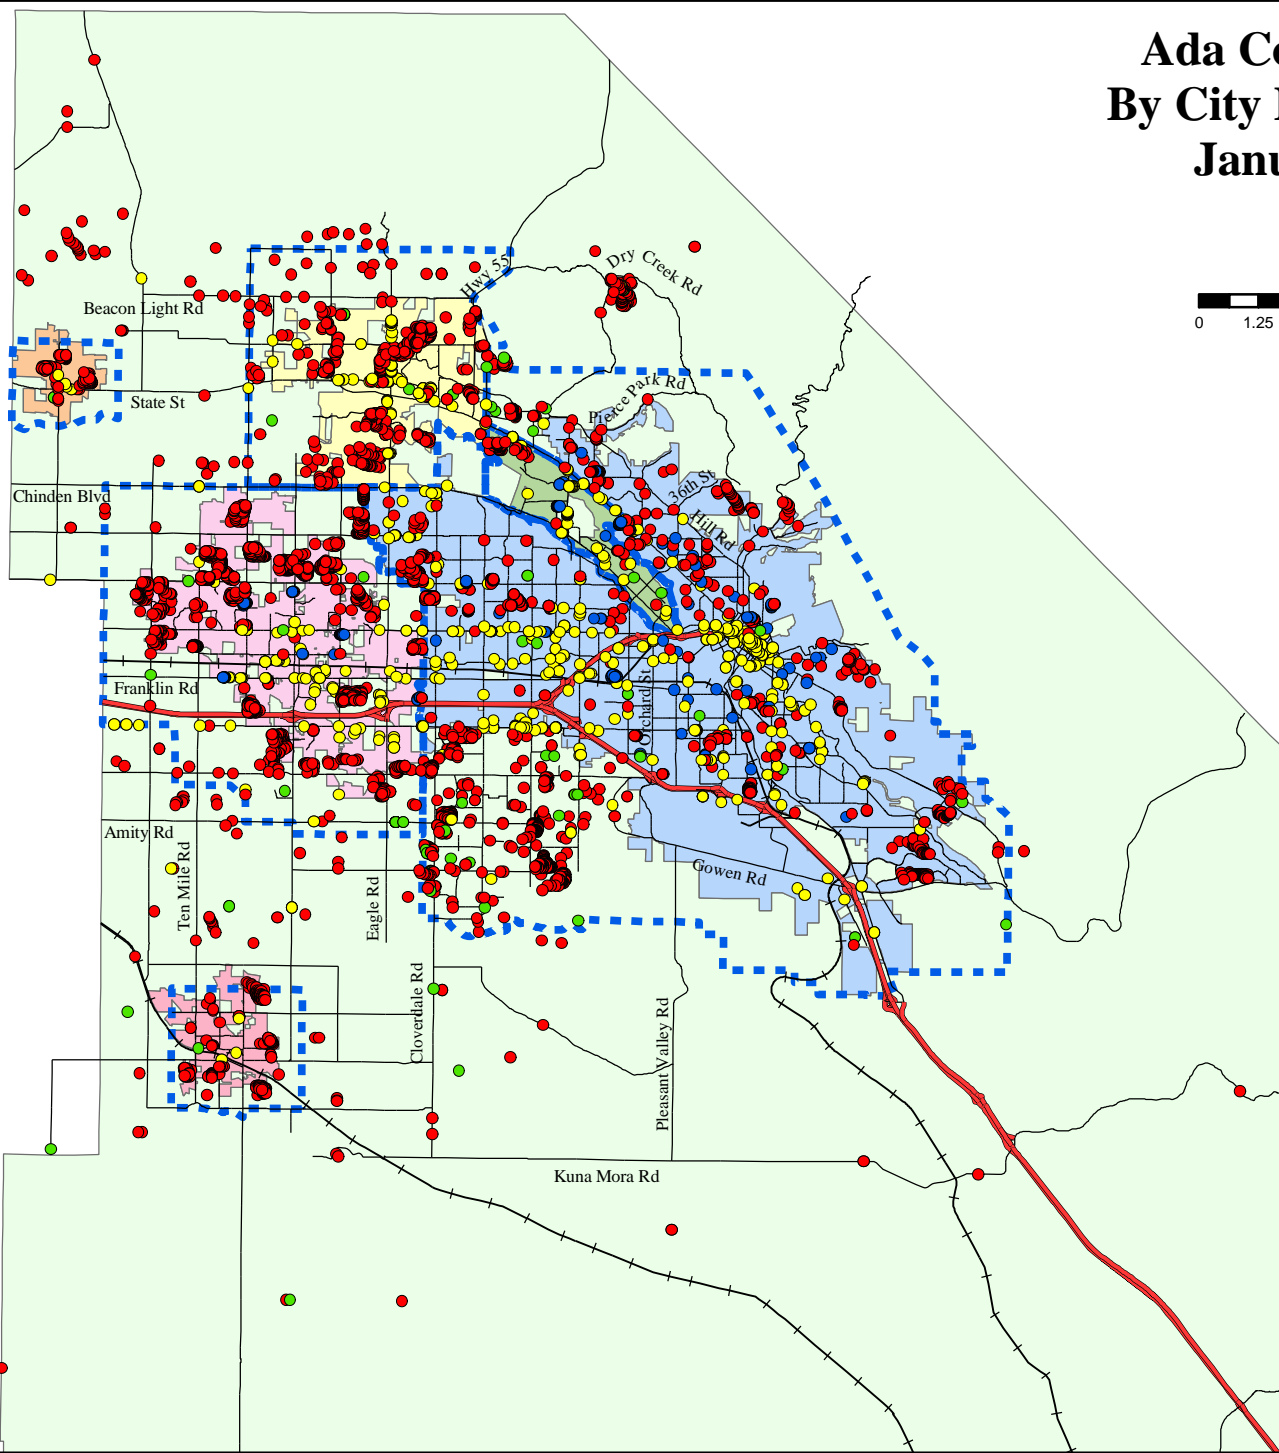 Ada Co
By City
Janu
0 1.25
Hwy 55
Dry Creek Rd
Beacon Light Rd
Pierce Park Rd
State St
36th St
Chinden Blvd
Hill Rd
Franklin Rd
Orchard St
Amity Rd
Ten Mile Rd
Eagle Rd
Gowen Rd
Cloverdale Rd
Pleasant Valley Rd
Kuna Mora Rd